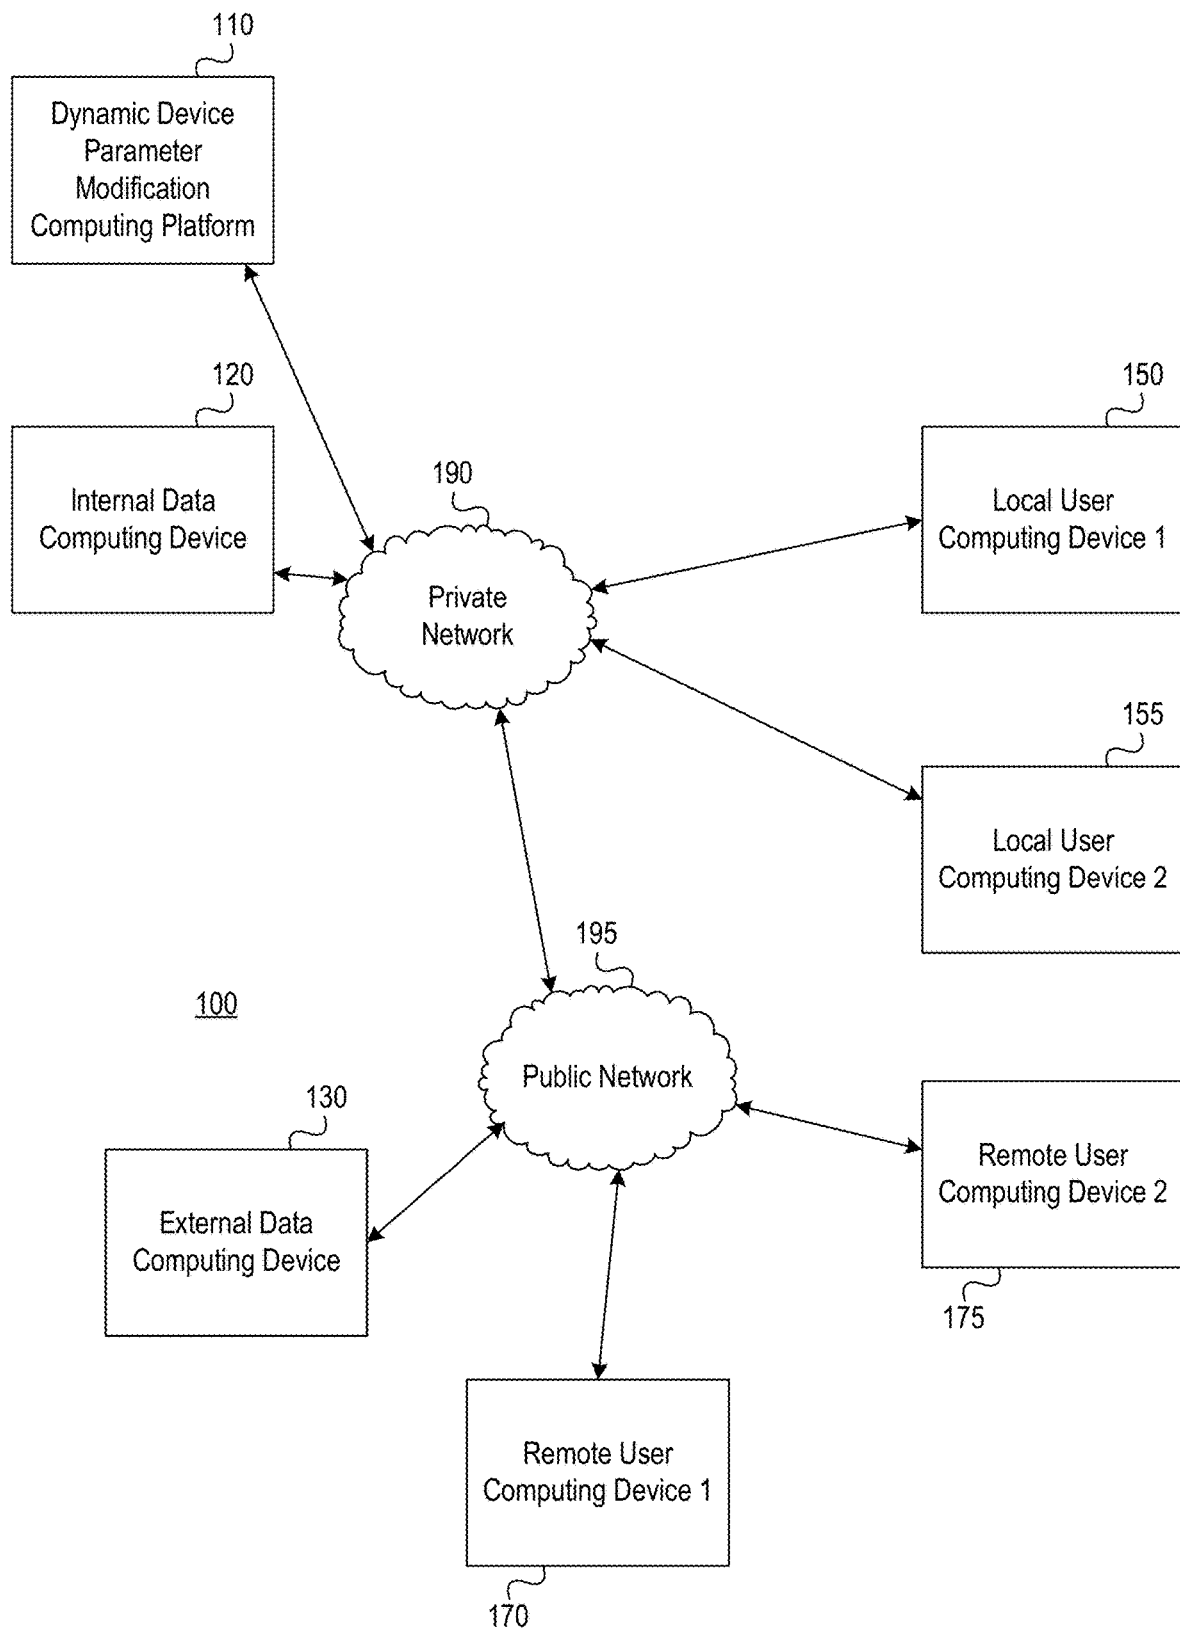 110
Dynamic Device
Parameter
Modification
Computing Platform
120
Internal Data
Computing Device
190
Private
Network
150
Local User
Computing Device 1
155
Local User
Computing Device 2
195
Public Network
100
130
External Data
Computing Device
Remote User
Computing Device 2
175
Remote User
Computing Device 1
170